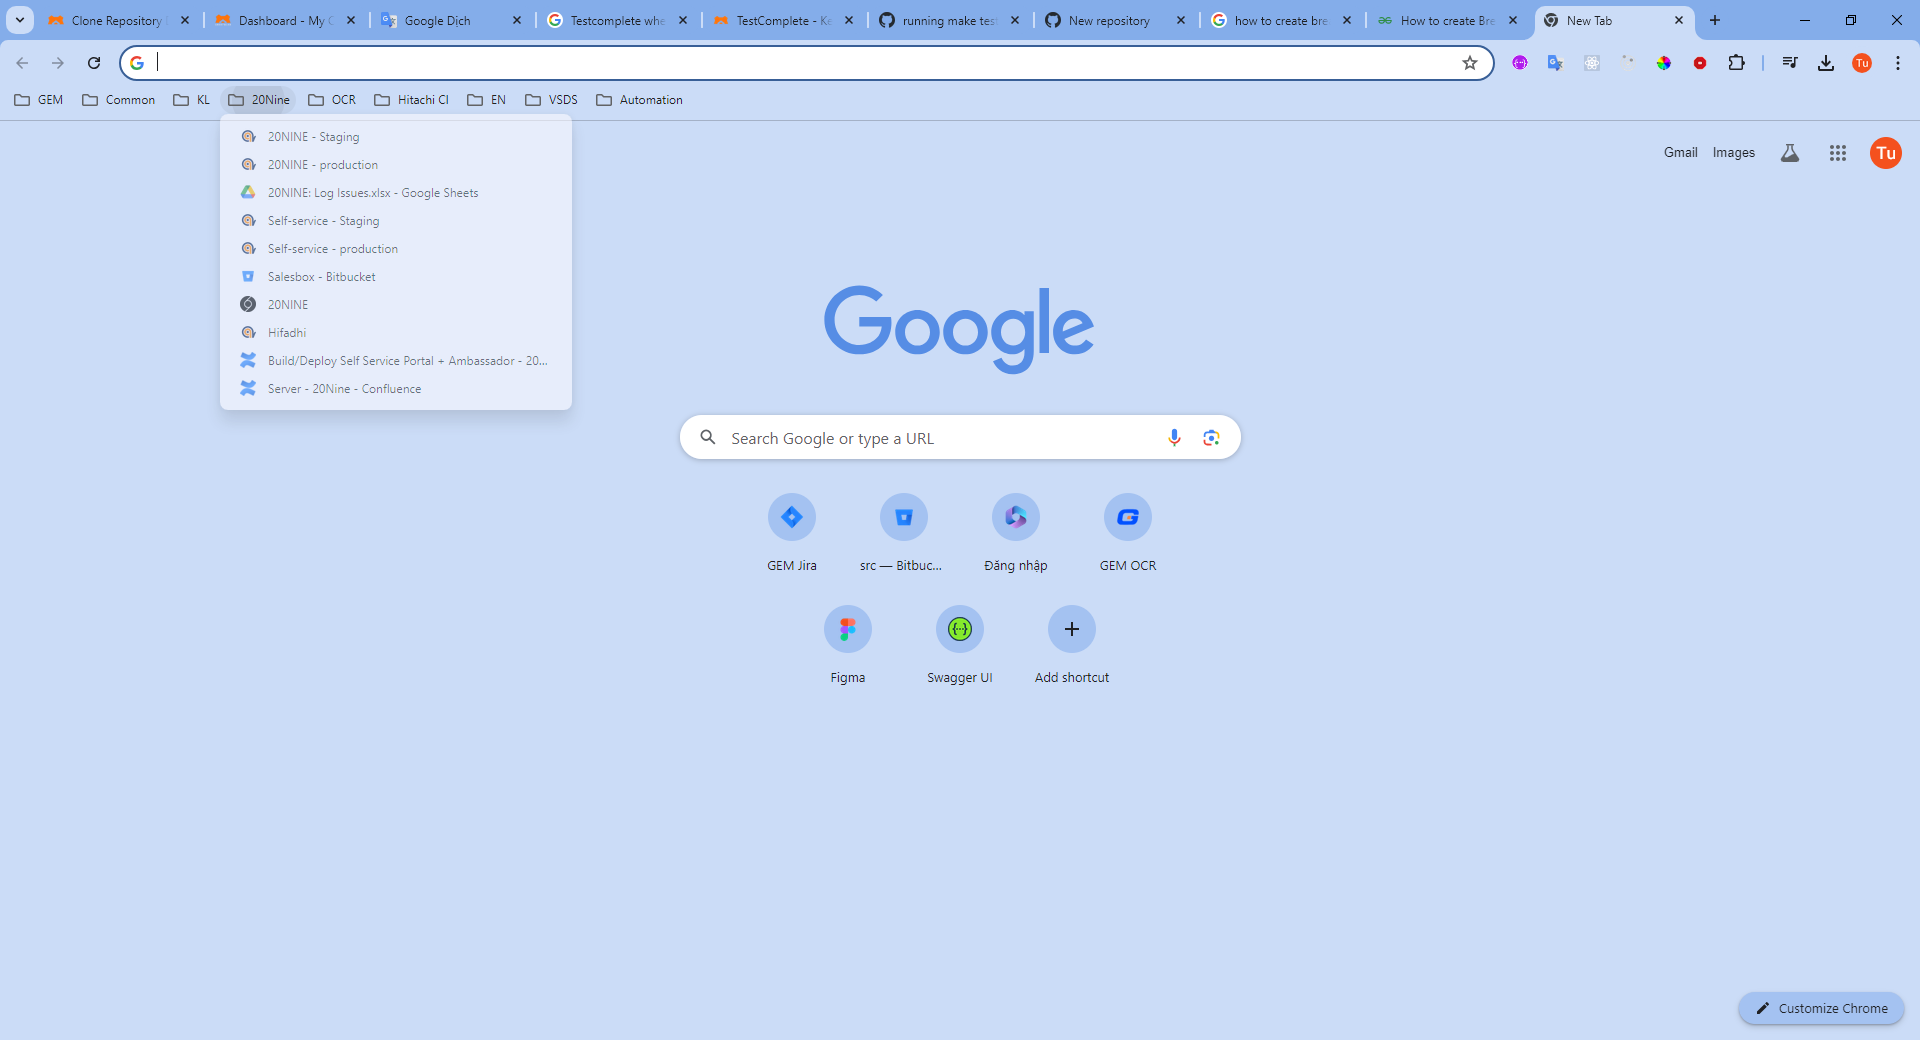 Clone Repository
Dashboard - My C
Google Dịch
Testcomplete whe
TestComplete - Ke
running make test
New repository
how to create bre
How to create Bre
New Tab
Tu
GEM
Common
KL
20Nine
OCR
Hitachi CI
EN
VSDS
Automation
20NINE - Staging
20NINE - production
20NINE: Log Issues.xlsx - Google Sheets
Self-service - Staging
Self-service - production
Salesbox - Bitbucket
20NINE
Hifadhi
Build/Deploy Self Service Portal + Ambassador - 20...
Server - 20Nine - Confluence
Gmail
Images
Tu
Google
Search Google or type a URL
GEM Jira
src — Bitbuc...
Đăng nhập
GEM OCR
Figma
Swagger UI
Add shortcut
Customize Chrome